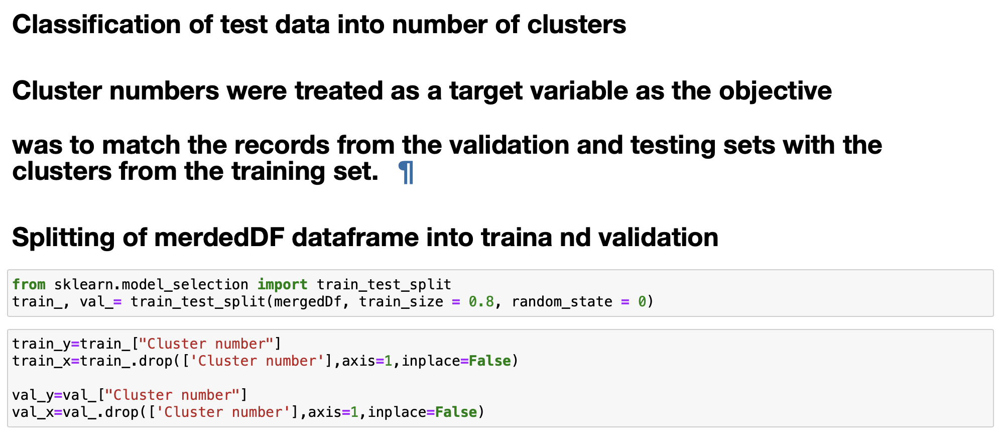 Classification of test data into number of clusters
Cluster numbers were treated as a target variable as the objective
was to match the records from the validation and testing sets with the
clusters from the training set. ¶
Splitting of merdedDF dataframe into traina nd validation
from sklearn.model_selection import train_test_split
train_, val_= train_test_split(mergedDf, train_size = 0.8, random_state = 0)
train_y=train_["Cluster number"]
train_x=train_.drop(['Cluster number'],axis=1,inplace=False)
val_y=val_["Cluster number"]
val_x=val_.drop(['Cluster number'],axis=1,inplace=False)